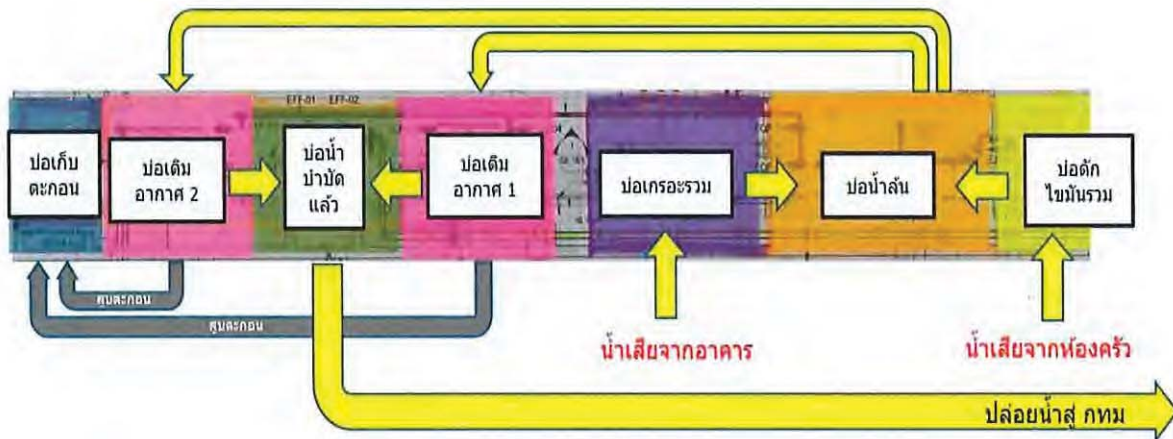 EFF-01 EFF-02
บ่อเก็บ
ตะกอน
บ่อเติม
อากาศ 2
บ่อน้ำ
บำบัด
แล้ว
บ่อเติม
อากาศ 1
บ่อเกรอะรวม
บ่อน้ำล้น
บ่อดัก
ไขมันรวม
สูบตะกอน
สูบตะกอน
น้ำเสียจากอาคาร
น้ำเสียจากห้องครัว
ปล่อยน้ำสู่ กทม